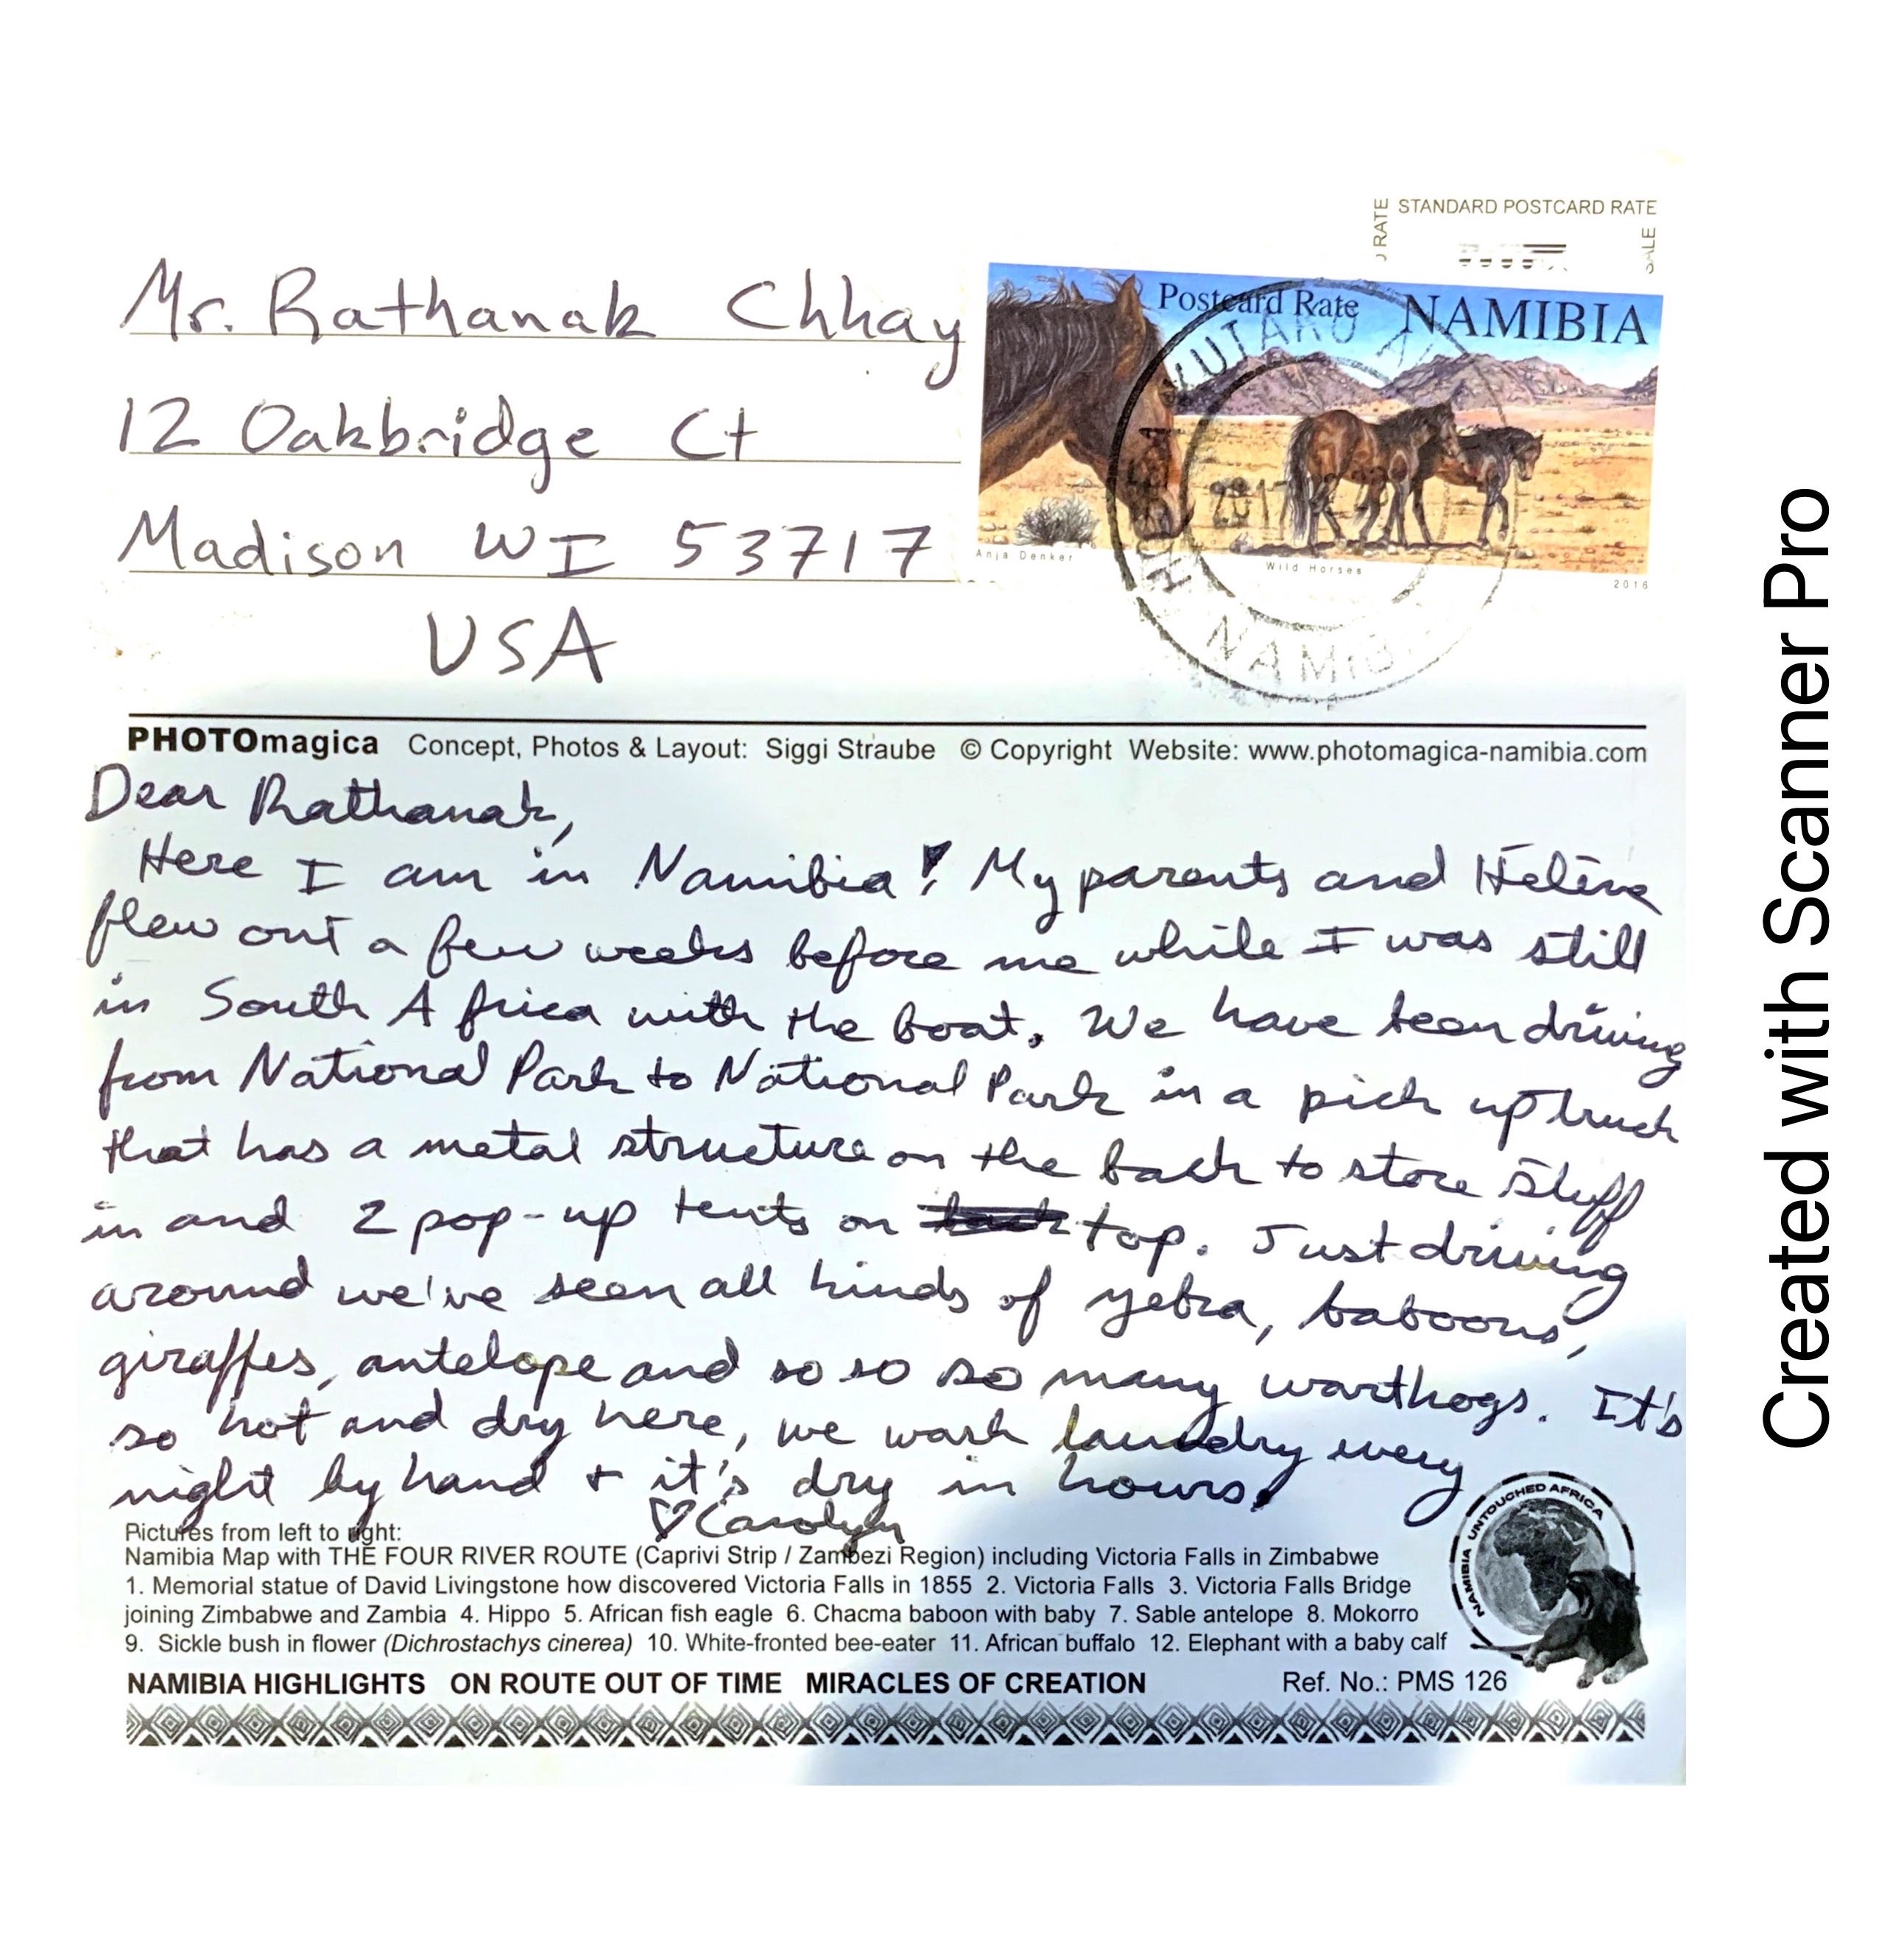 STANDARD POSTCARD RATE
Mr. Rathanak Chhay
12 Oakbridge Ct
Madison WI 53717
USA
Postcard Rate NAMIBIA
Anja Denker
Wild Horses
2016
2017
NAMIB
PHOTOmagica Concept, Photos & Layout: Siggi Straube © Copyright Website: www.photomagica-namibia.com
Dear Rathanak,
Here I am in Namibia! My parents and Hélène
flew out a few weeks before me while I was still
in South Africa with the boat. We have been driving
from National Park to National Park in a pick up truck
that has a metal structure on the back to store stuff
in and 2 pop-up tents on top. Just driving
around we've seen all kinds of zebra, baboons,
giraffes, antelope and so so so many warthogs. It's
so hot and dry here, we wash laundry every
night by hand + it's dry in hours!
♡Carolyn
Pictures from left to right:
Namibia Map with THE FOUR RIVER ROUTE (Caprivi Strip / Zambezi Region) including Victoria Falls in Zimbabwe
1. Memorial statue of David Livingstone how discovered Victoria Falls in 1855 2. Victoria Falls 3. Victoria Falls Bridge
joining Zimbabwe and Zambia 4. Hippo 5. African fish eagle 6. Chacma baboon with baby 7. Sable antelope 8. Mokorro
9. Sickle bush in flower (Dichrostachys cinerea) 10. White-fronted bee-eater 11. African buffalo 12. Elephant with a baby calf
NAMIBIA HIGHLIGHTS ON ROUTE OUT OF TIME MIRACLES OF CREATION Ref. No.: PMS 126
NAMIBIA UNTOUCHED AFRICA
Created with Scanner Pro